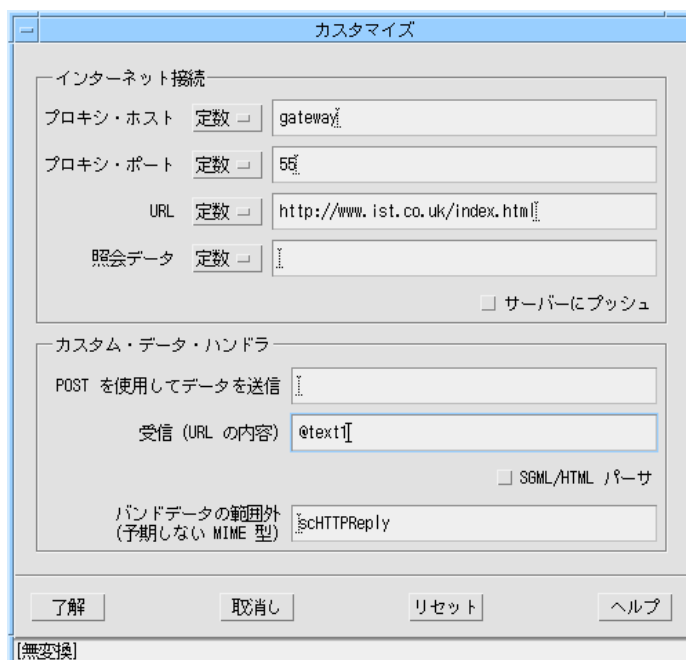 カスタマイズ
インターネット接続
プロキシ・ホスト 定数 gateway
プロキシ・ポート 定数 55
URL 定数 http://www.ist.co.uk/index.html
照会データ 定数
サーバーにプッシュ
カスタム・データ・ハンドラ
POST を使用してデータを送信
受信 (URL の内容) @text1
SGML/HTML パーサ
バンドデータの範囲外
(予期しない MIME 型) scHTTPReply
了解 取消し リセット ヘルプ
[無変換]